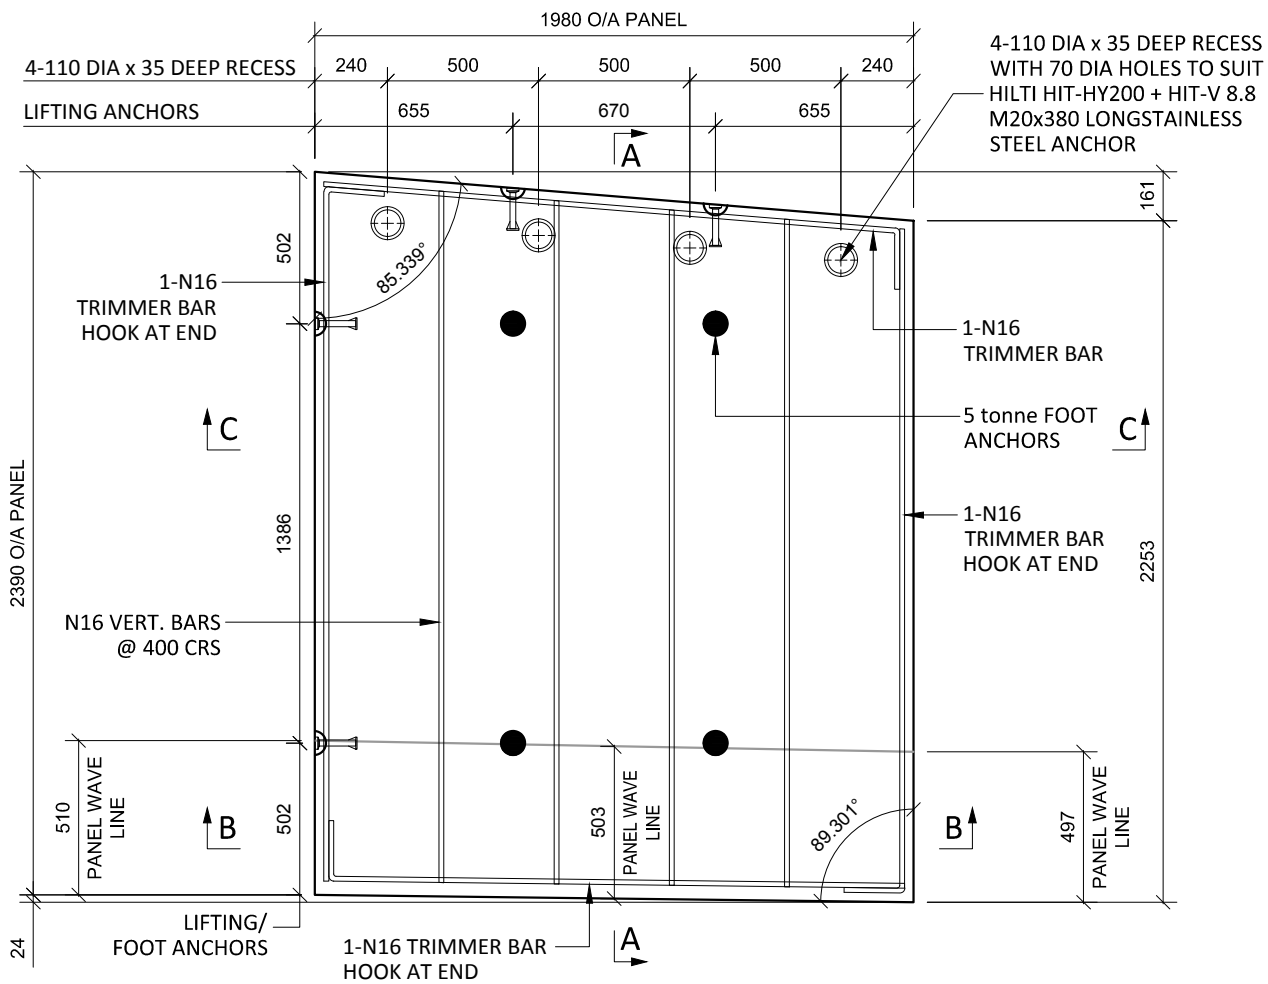 1980 O/A PANEL
4-110 DIA x 35 DEEP RECESS
240
500
500
500
240
LIFTING ANCHORS
655
670
655
4-110 DIA x 35 DEEP RECESS
WITH 70 DIA HOLES TO SUIT
HILTI HIT-HY200 + HIT-V 8.8
M20x380 LONGSTAINLESS
STEEL ANCHOR
A
161
502
85.339°
1-N16
TRIMMER BAR
HOOK AT END
1-N16
TRIMMER BAR
5 tonne FOOT
ANCHORS
C
C
2390 O/A PANEL
1386
1-N16
TRIMMER BAR
HOOK AT END
2253
N16 VERT. BARS
@ 400 CRS
510
PANEL WAVE
LINE
B
502
503
PANEL WAVE
LINE
89.301°
B
497
PANEL WAVE
LINE
24
LIFTING/
FOOT ANCHORS
1-N16 TRIMMER BAR
HOOK AT END
A